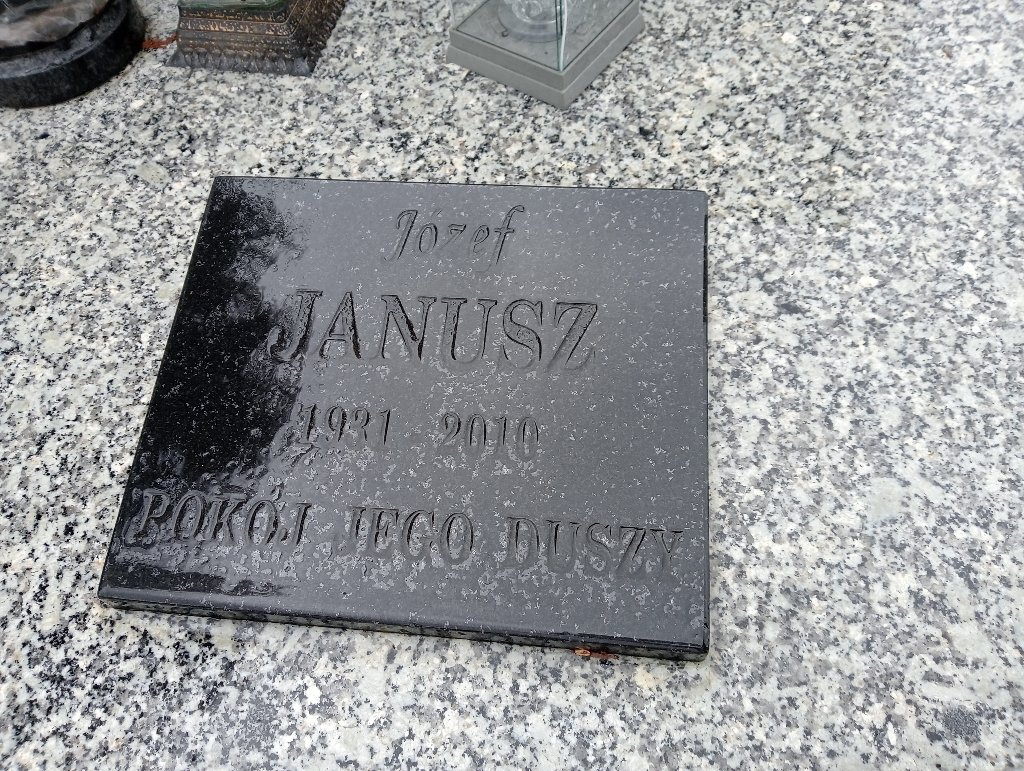 Józef
JANUSZ
1931 2010
POKÓJ JEGO DUSZY